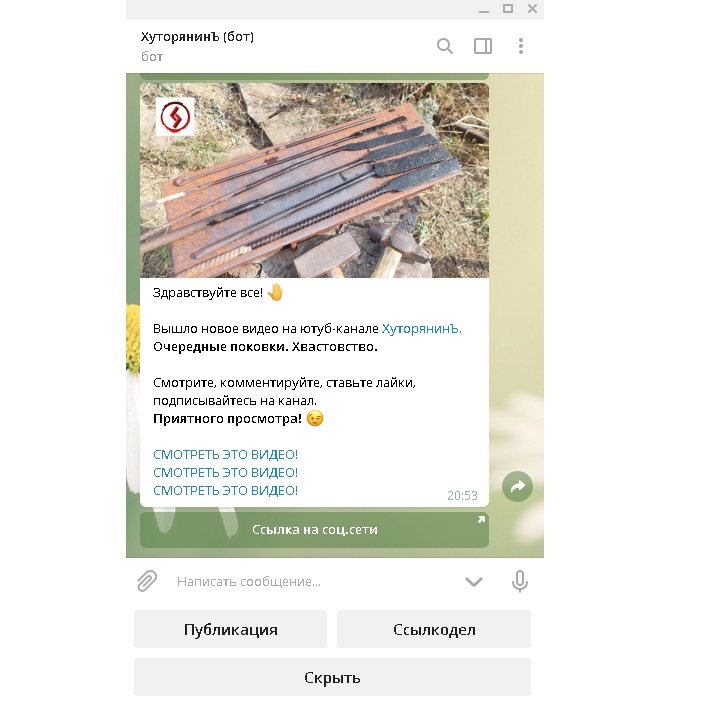 ХуторянинЪ (бот)
бот
Здравствуйте все!
Вышло новое видео на ютуб-канале ХуторянинЪ.
Очередные поковки. Хвастовство.
Смотрите, комментируйте, ставьте лайки,
подписывайтесь на канал.
Приятного просмотра!
СМОТРЕТЬ ЭТО ВИДЕО!
СМОТРЕТЬ ЭТО ВИДЕО!
СМОТРЕТЬ ЭТО ВИДЕО!
20:53
Ссылка на соц.сети
Написать сообщение...
Публикация
Ссылкодел
Скрыть